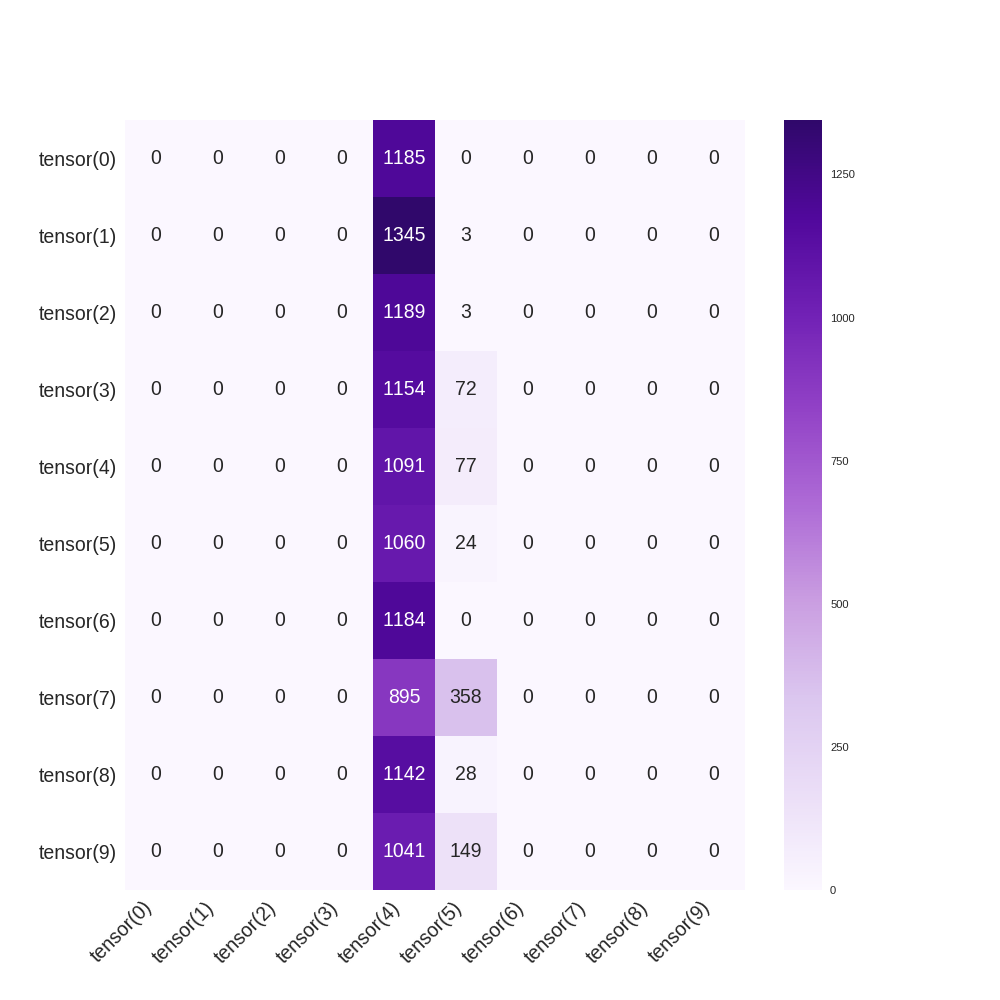 tensor(0) 0 0 0 0 1185 0 0 0 0 0
tensor(1) 0 0 0 0 1345 3 0 0 0 0
tensor(2) 0 0 0 0 1189 3 0 0 0 0
tensor(3) 0 0 0 0 1154 72 0 0 0 0
tensor(4) 0 0 0 0 1091 77 0 0 0 0
tensor(5) 0 0 0 0 1060 24 0 0 0 0
tensor(6) 0 0 0 0 1184 0 0 0 0 0
tensor(7) 0 0 0 0 895 358 0 0 0 0
tensor(8) 0 0 0 0 1142 28 0 0 0 0
tensor(9) 0 0 0 0 1041 149 0 0 0 0
tensor(0) tensor(1) tensor(2) tensor(3) tensor(4) tensor(5) tensor(6) tensor(7) tensor(8) tensor(9)
1250
1000
750
500
250
0